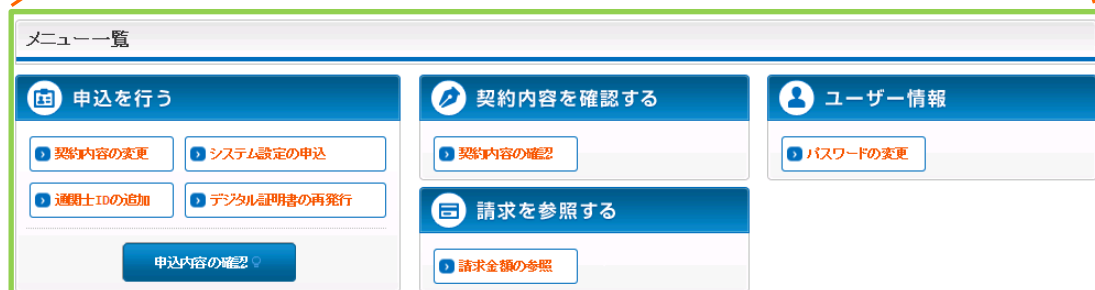 メニュー一覧
申込を行う
契約内容の変更
システム設定の申込
通関士IDの追加
デジタル証明書の再発行
申込内容の確認
契約内容を確認する
契約内容の確認
請求を参照する
請求金額の参照
ユーザー情報
パスワードの変更